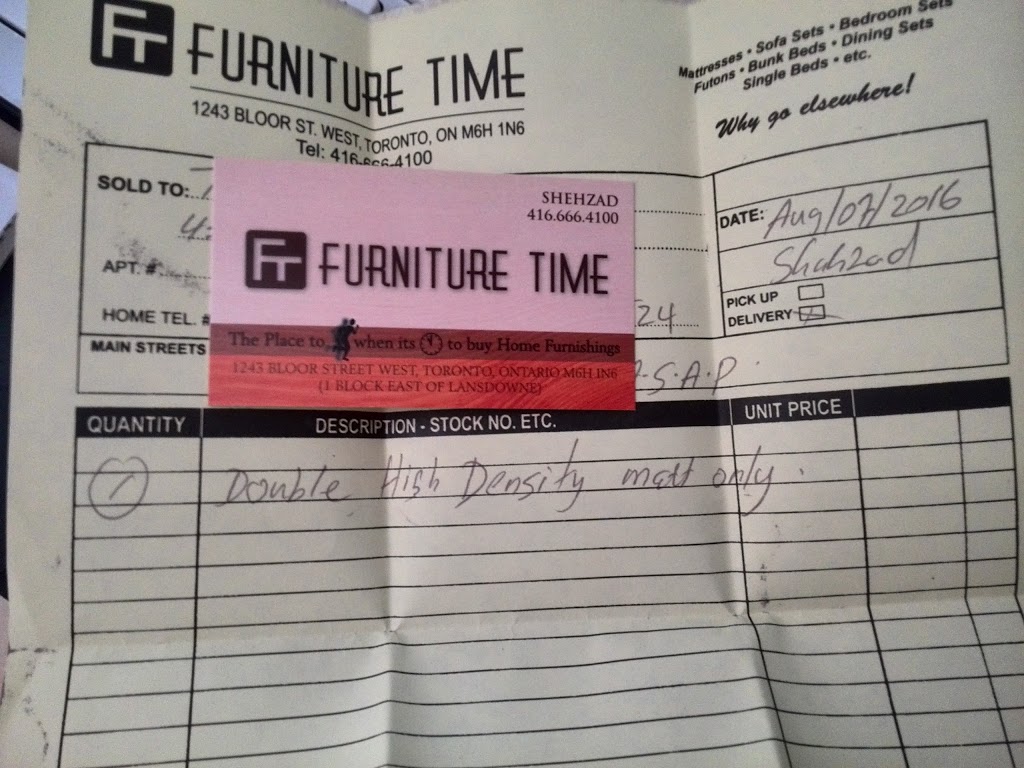 FT FURNITURE TIME
1243 BLOOR ST. WEST, TORONTO, ON M6H 1N6
Tel: 416-666-4100
Mattresses • Sofa Sets • Bedroom Sets
Futons • Bunk Beds • Dining Sets
Single Beds • etc.
Why go elsewhere!
SOLD TO:
APT. #
HOME TEL. #
24
MAIN STREETS
S.A.P.
DATE: Aug/07/2016
Shahzad
PICK UP
DELIVERY
SHEHZAD
416.666.4100
FT FURNITURE TIME
The Place to when its to buy Home Furnishings
1243 BLOOR STREET WEST, TORONTO, ONTARIO M6H 1N6
(1 BLOCK EAST OF LANSDOWNE)
QUANTITY DESCRIPTION - STOCK NO. ETC. UNIT PRICE
1 Double High Density matt only.